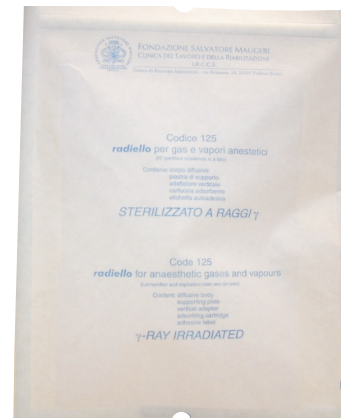 FONDAZIONE SALVATORE MAUGERI
CLINICA DEL LAVORO E DELLA RIABILITAZIONE
I.R.C.C.S.
Codice 125
radiello per gas e vapori anestetici
Contiene: corpo diffusivo
piastra di supporto
adattatore verticale
cartuccia adsorbente
etichetta autoadesiva
STERILIZZATO A RAGGI γ
Code 125
radiello for anaesthetic gases and vapours
Content: diffusive body
supporting plate
vertical adapter
adsorbing cartridge
adhesive label
γ-RAY IRRADIATED